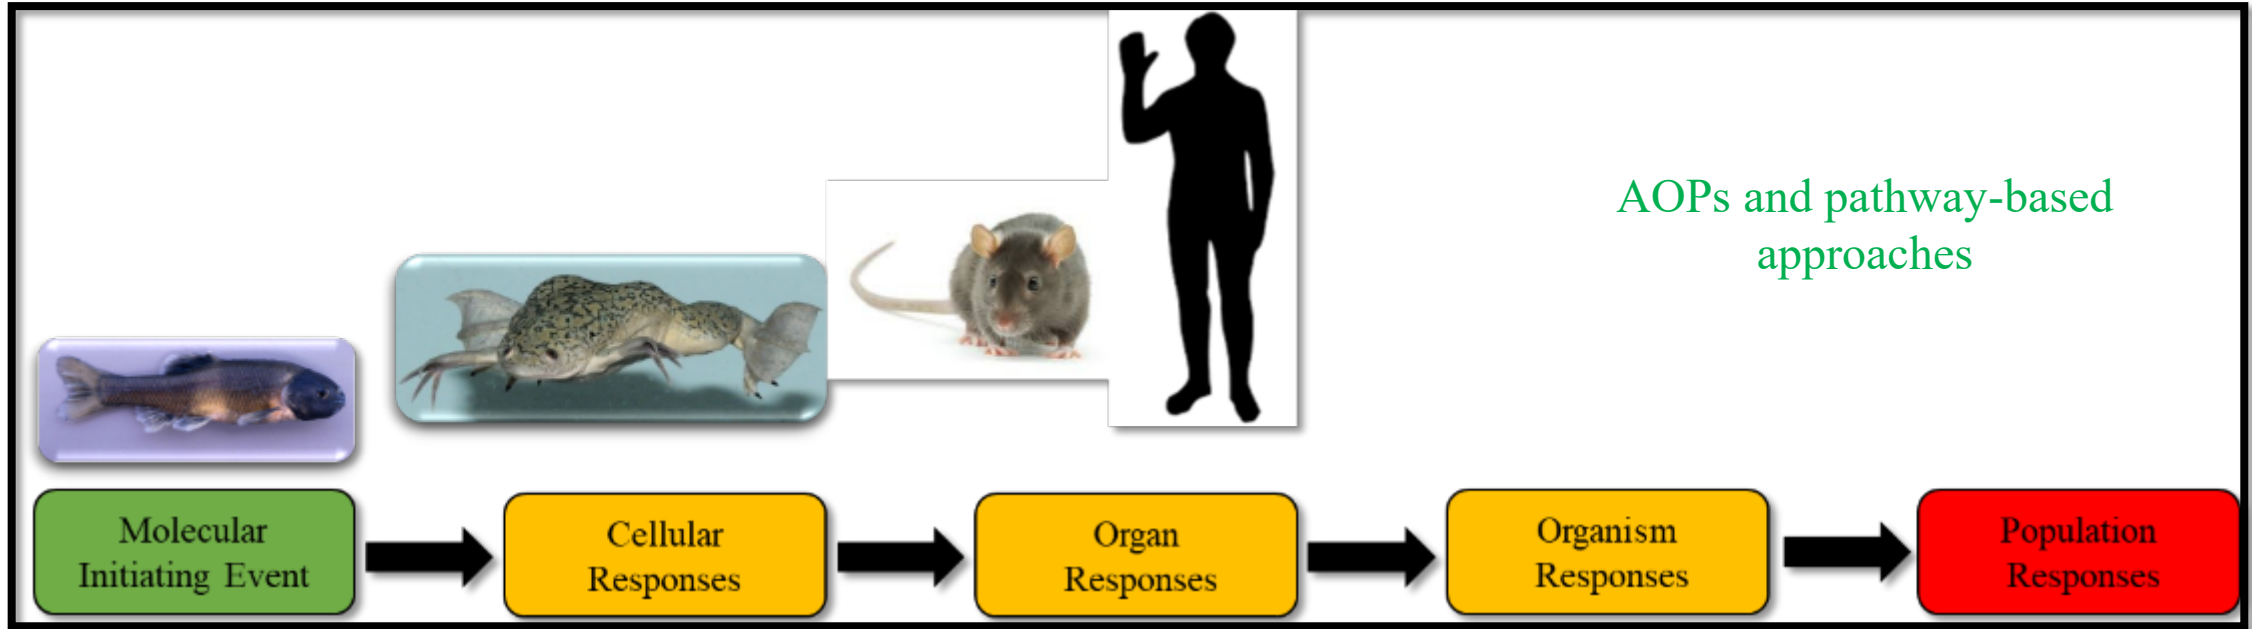 AOPs and pathway-based
approaches
Molecular
Initiating Event
Cellular
Responses
Organ
Responses
Organism
Responses
Population
Responses